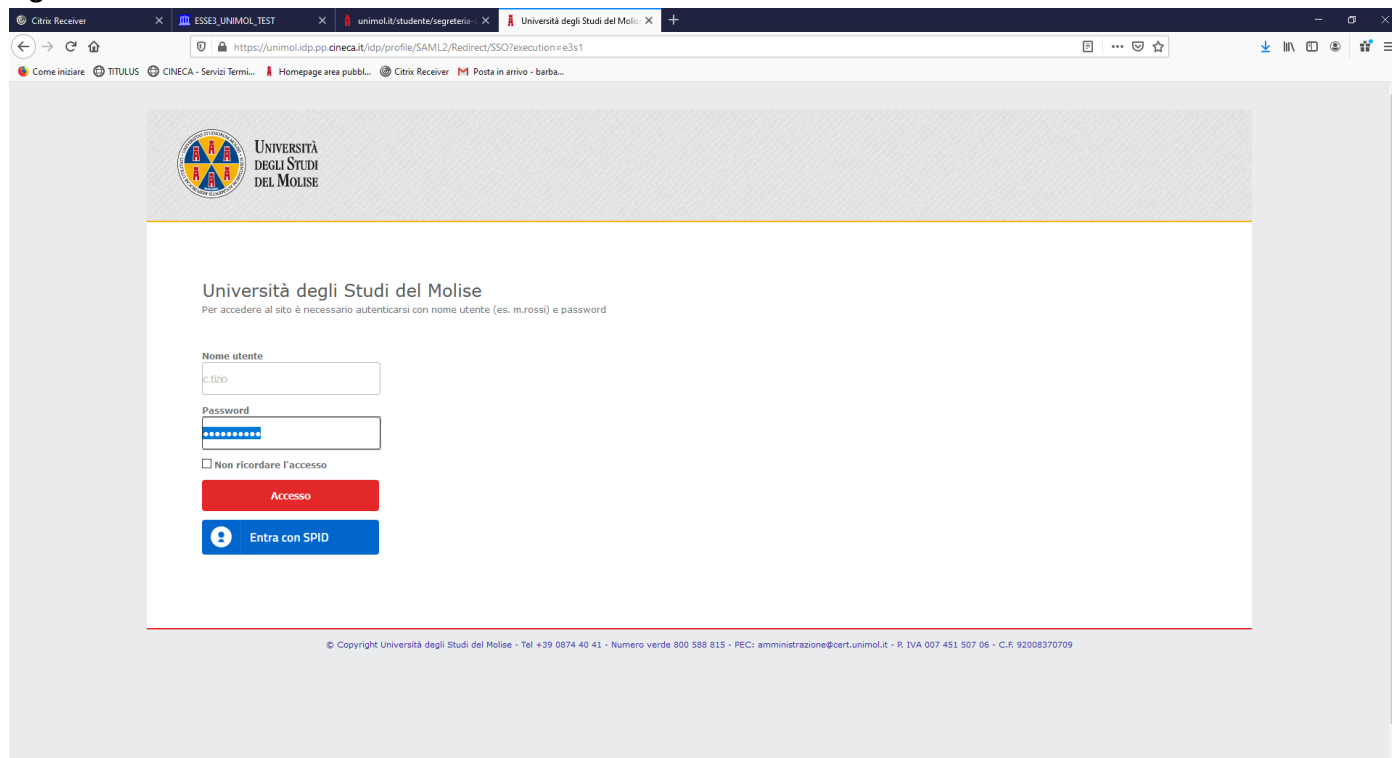 Citrix Receiver
ESSE3_UNIMOL_TEST
unimol.it/studente/segreteria-s
Università degli Studi del Molis
https://unimol.idp.pp.cineca.it/idp/profile/SAML2/Redirect/SSO?execution=e3s1
Come iniziare TITULUS CINECA - Servizi Termi... Homepage area pubbl... Citrix Receiver Posta in arrivo - barba...
UNIVERSITÀ
DEGLI STUDI
DEL MOLISE
Università degli Studi del Molise
Per accedere al sito è necessario autenticarsi con nome utente (es. m.rossi) e password
Nome utente
c.tizio
Password
Non ricordare l'accesso
Accesso
Entra con SPID
© Copyright Università degli Studi del Molise - Tel +39 0874 40 41 - Numero verde 800 588 815 - PEC: amministrazione@cert.unimol.it - P. IVA 007 451 507 06 - C.F. 92008370709